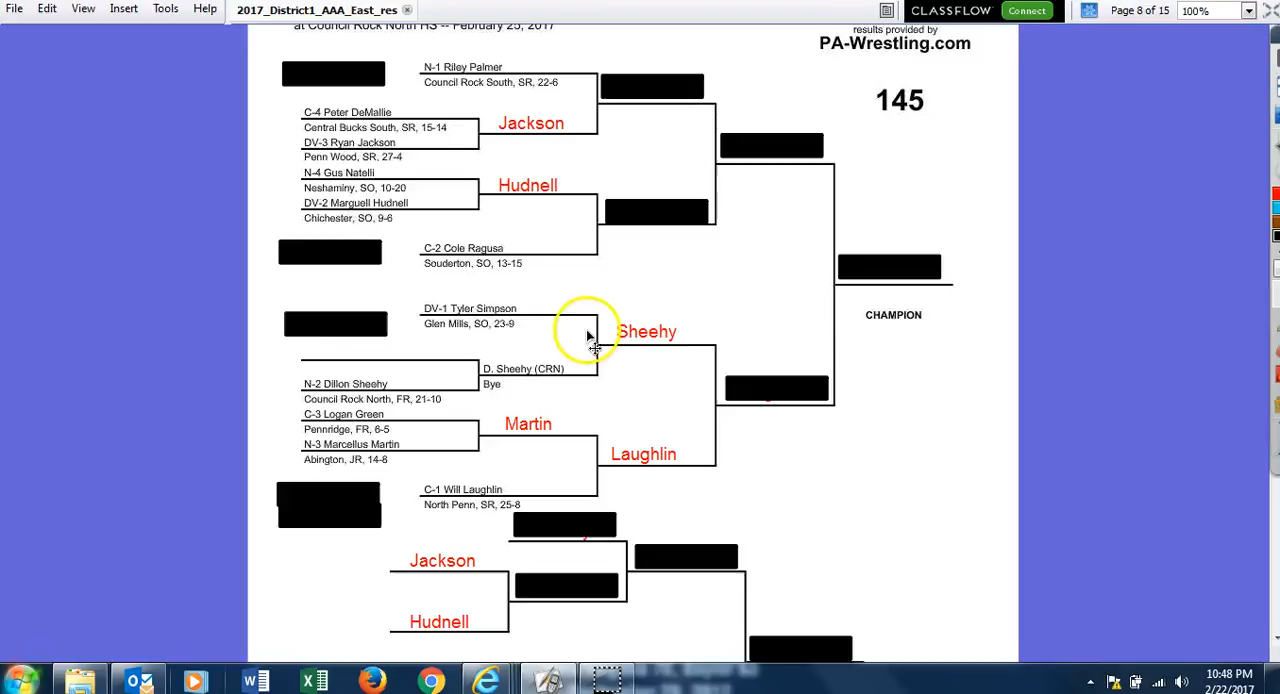 File Edit View Insert Tools Help
2017_District1_AAA_East_res
CLASSFLOW Connect
Page 8 of 15
100%
at Council Rock North HS -- February 25, 2017
results provided by
PA-Wrestling.com
145
N-1 Riley Palmer
Council Rock South, SR, 22-6
C-4 Peter DeMallie
Central Bucks South, SR, 15-14
Jackson
DV-3 Ryan Jackson
Penn Wood, SR, 27-4
N-4 Gus Natelli
Neshaminy, SO, 10-20
Hudnell
DV-2 Marguell Hudnell
Chichester, SO, 9-6
C-2 Cole Ragusa
Souderton, SO, 13-15
DV-1 Tyler Simpson
Glen Mills, SO, 23-9
Sheehy
CHAMPION
D. Sheehy (CRN)
Bye
N-2 Dillon Sheehy
Council Rock North, FR, 21-10
C-3 Logan Green
Pennridge, FR, 6-5
Martin
N-3 Marcellus Martin
Abington, JR, 14-8
Laughlin
C-1 Will Laughlin
North Penn, SR, 25-8
Jackson
Hudnell
10:48 PM
2/22/2017